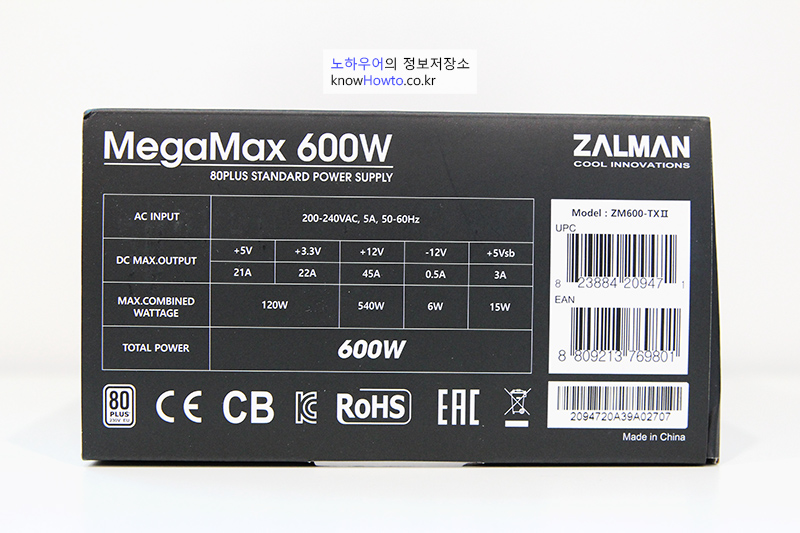 노하우어의 정보저장소
knowHowto.co.kr
MegaMax 600W
80PLUS STANDARD POWER SUPPLY
ZALMAN
COOL INNOVATIONS
AC INPUT 200-240VAC, 5A, 50-60Hz
DC MAX.OUTPUT +5V +3.3V +12V -12V +5Vsb
21A 22A 45A 0.5A 3A
MAX.COMBINED WATTAGE 120W 540W 6W 15W
TOTAL POWER 600W
Model : ZM600-TXⅡ
UPC
8 23884 20947 1
EAN
8 809213 769801
2094720A39A02707
Made in China
80 PLUS 230V EU
CE CB KC RoHS EAC